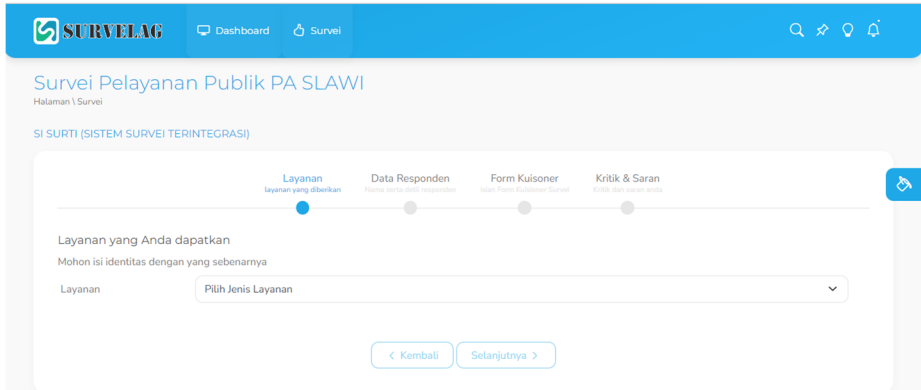 SURVELAG Dashboard Survei
Survei Pelayanan Publik PA SLAWI
Halaman \ Survei
SI SURTI (SISTEM SURVEI TERINTEGRASI)
Layanan Data Responden Form Kuisoner Kritik & Saran
layanan yang diberikan Nama serta detil responden Isian Form Kuisioner Survei Kritik dan saran anda
Layanan yang Anda dapatkan
Mohon isi identitas dengan yang sebenarnya
Layanan Pilih Jenis Layanan
< Kembali Selanjutnya >